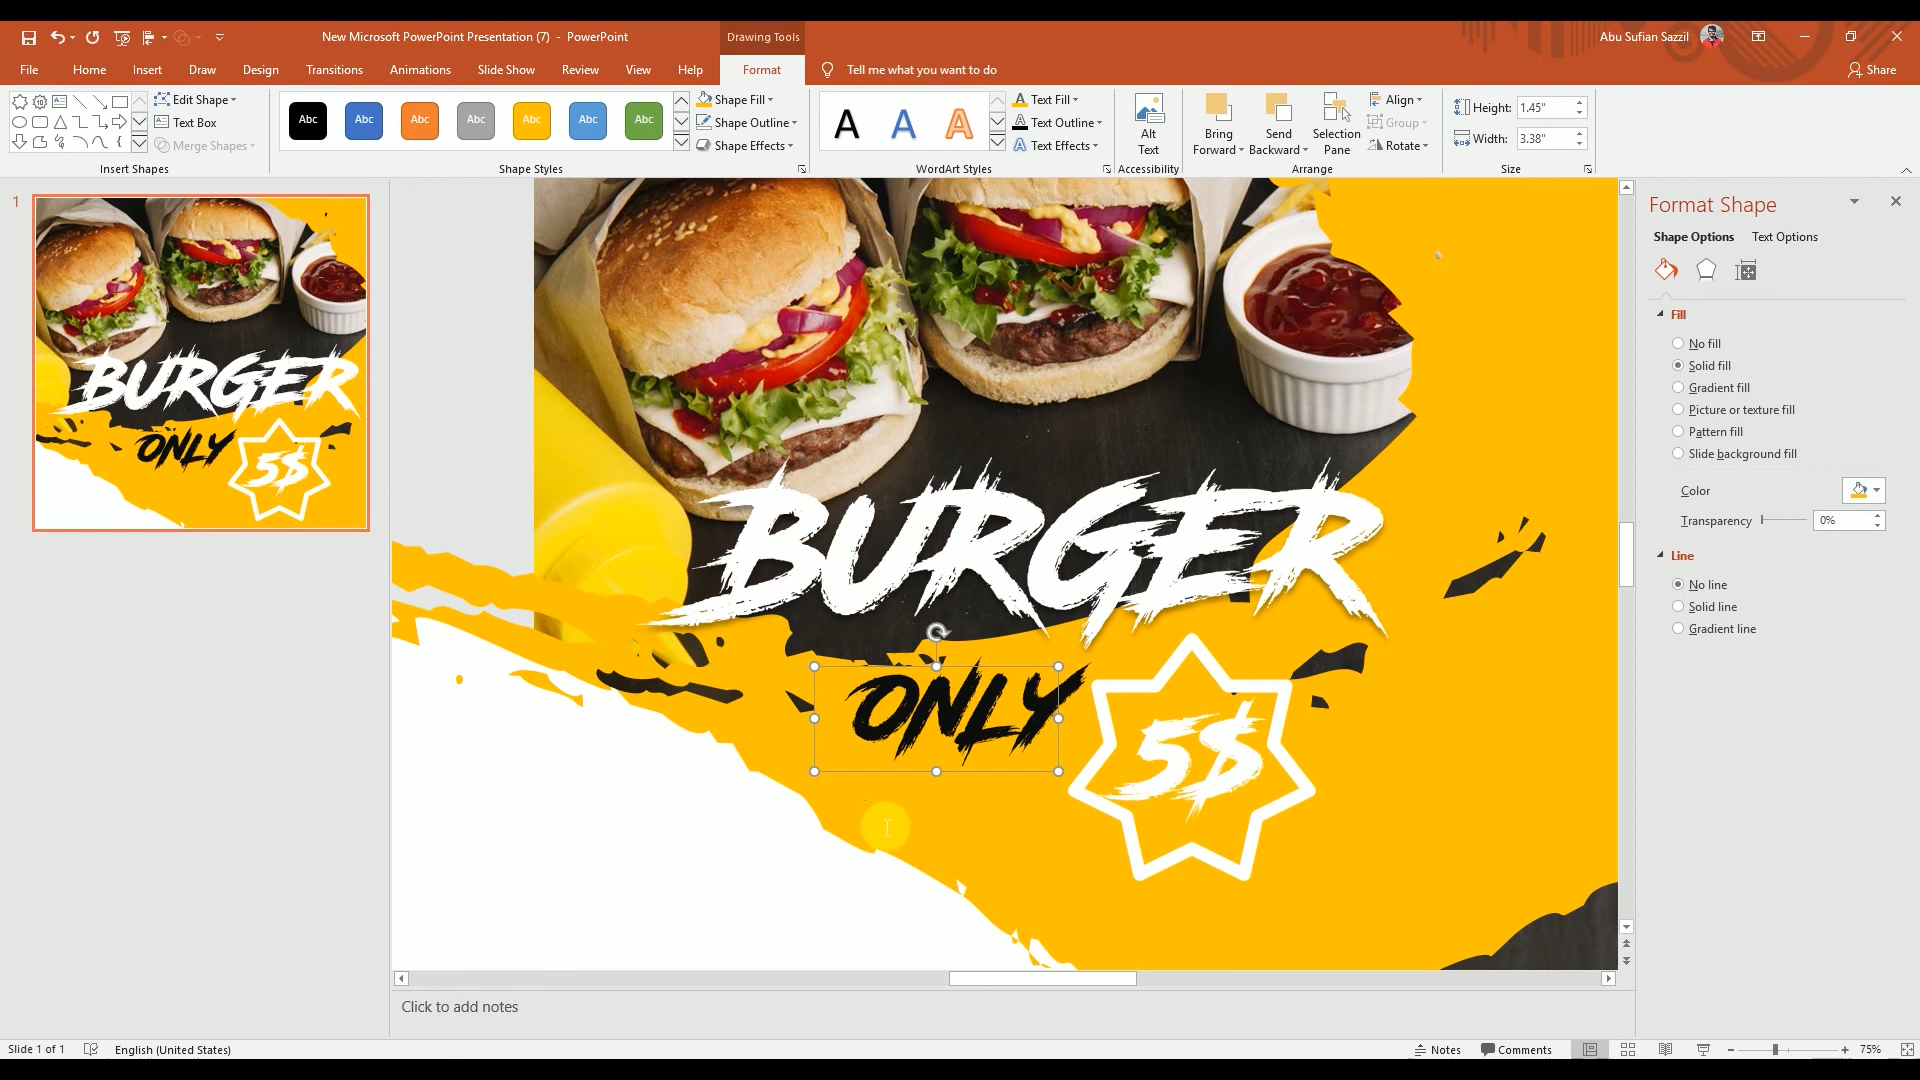 New Microsoft PowerPoint Presentation (7) - PowerPoint
Drawing Tools
Abu Sufian Sazzil
File Home Insert Draw Design Transitions Animations Slide Show Review View Help Format Tell me what you want to do Share
Edit Shape
Text Box
Merge Shapes
Insert Shapes
Abc Abc Abc Abc Abc Abc Abc
Shape Fill
Shape Outline
Shape Effects
Shape Styles
A A A
Text Fill
Text Outline
Text Effects
WordArt Styles
Alt Text
Accessibility
Bring Forward
Send Backward
Selection Pane
Align
Group
Rotate
Arrange
Height: 1.45"
Width: 3.38"
Size
1
BURGER
ONLY
5$
BURGER
ONLY
5$
Format Shape
Shape Options Text Options
Fill
No fill
Solid fill
Gradient fill
Picture or texture fill
Pattern fill
Slide background fill
Color
Transparency 0%
Line
No line
Solid line
Gradient line
Click to add notes
Slide 1 of 1 English (United States) Notes Comments 75%